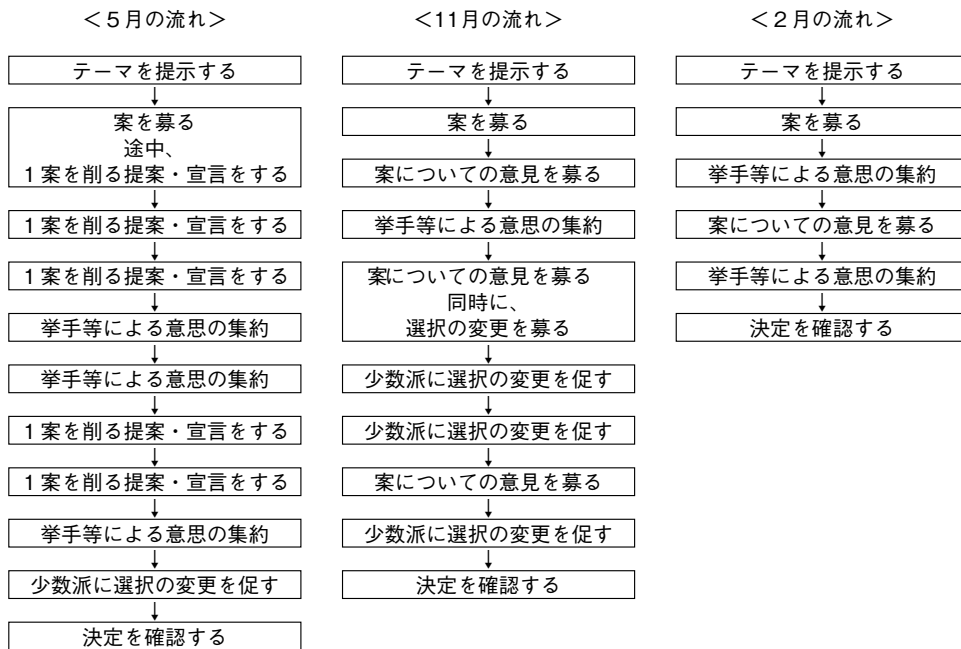 ＜５月の流れ＞
テーマを提示する
案を募る
途中、
１案を削る提案・宣言をする
１案を削る提案・宣言をする
１案を削る提案・宣言をする
挙手等による意思の集約
挙手等による意思の集約
１案を削る提案・宣言をする
１案を削る提案・宣言をする
挙手等による意思の集約
少数派に選択の変更を促す
決定を確認する
＜11月の流れ＞
テーマを提示する
案を募る
案についての意見を募る
挙手等による意思の集約
案についての意見を募る
同時に、
選択の変更を募る
少数派に選択の変更を促す
少数派に選択の変更を促す
案についての意見を募る
少数派に選択の変更を促す
決定を確認する
＜２月の流れ＞
テーマを提示する
案を募る
挙手等による意思の集約
案についての意見を募る
挙手等による意思の集約
決定を確認する